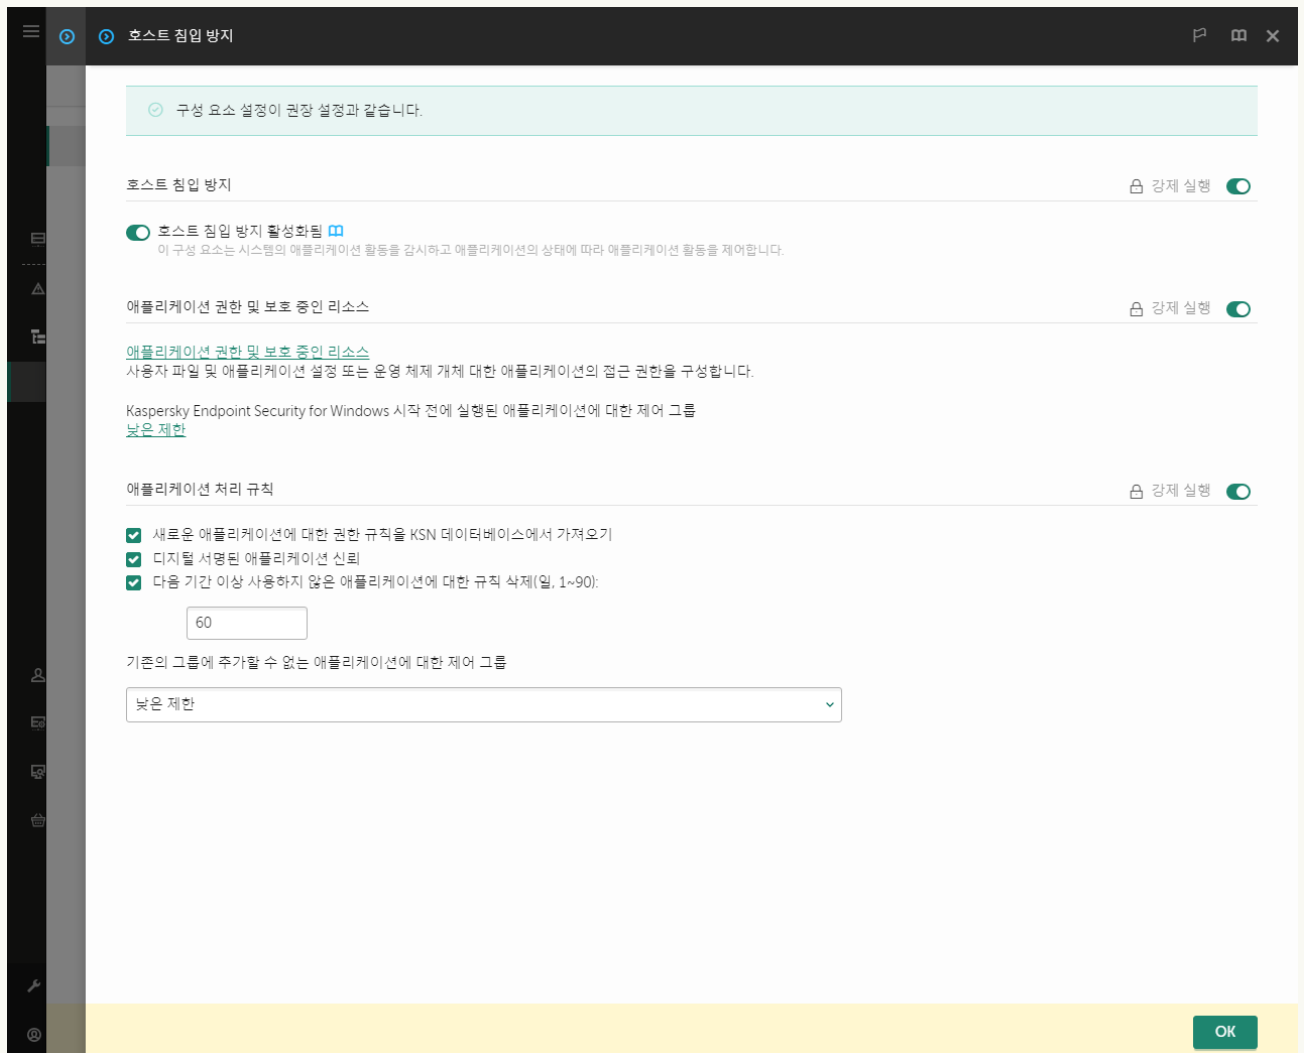 호스트 침입 방지
구성 요소 설정이 권장 설정과 같습니다.
호스트 침입 방지
강제 실행
호스트 침입 방지 활성화됨
이 구성 요소는 시스템의 애플리케이션 활동을 감시하고 애플리케이션의 상태에 따라 애플리케이션 활동을 제어합니다.
애플리케이션 권한 및 보호 중인 리소스
강제 실행
애플리케이션 권한 및 보호 중인 리소스
사용자 파일 및 애플리케이션 설정 또는 운영 체제 개체 대한 애플리케이션의 접근 권한을 구성합니다.
Kaspersky Endpoint Security for Windows 시작 전에 실행된 애플리케이션에 대한 제어 그룹
낮은 제한
애플리케이션 처리 규칙
강제 실행
새로운 애플리케이션에 대한 권한 규칙을 KSN 데이터베이스에서 가져오기
디지털 서명된 애플리케이션 신뢰
다음 기간 이상 사용하지 않은 애플리케이션에 대한 규칙 삭제(일, 1~90):
60
기존의 그룹에 추가할 수 없는 애플리케이션에 대한 제어 그룹
낮은 제한
OK